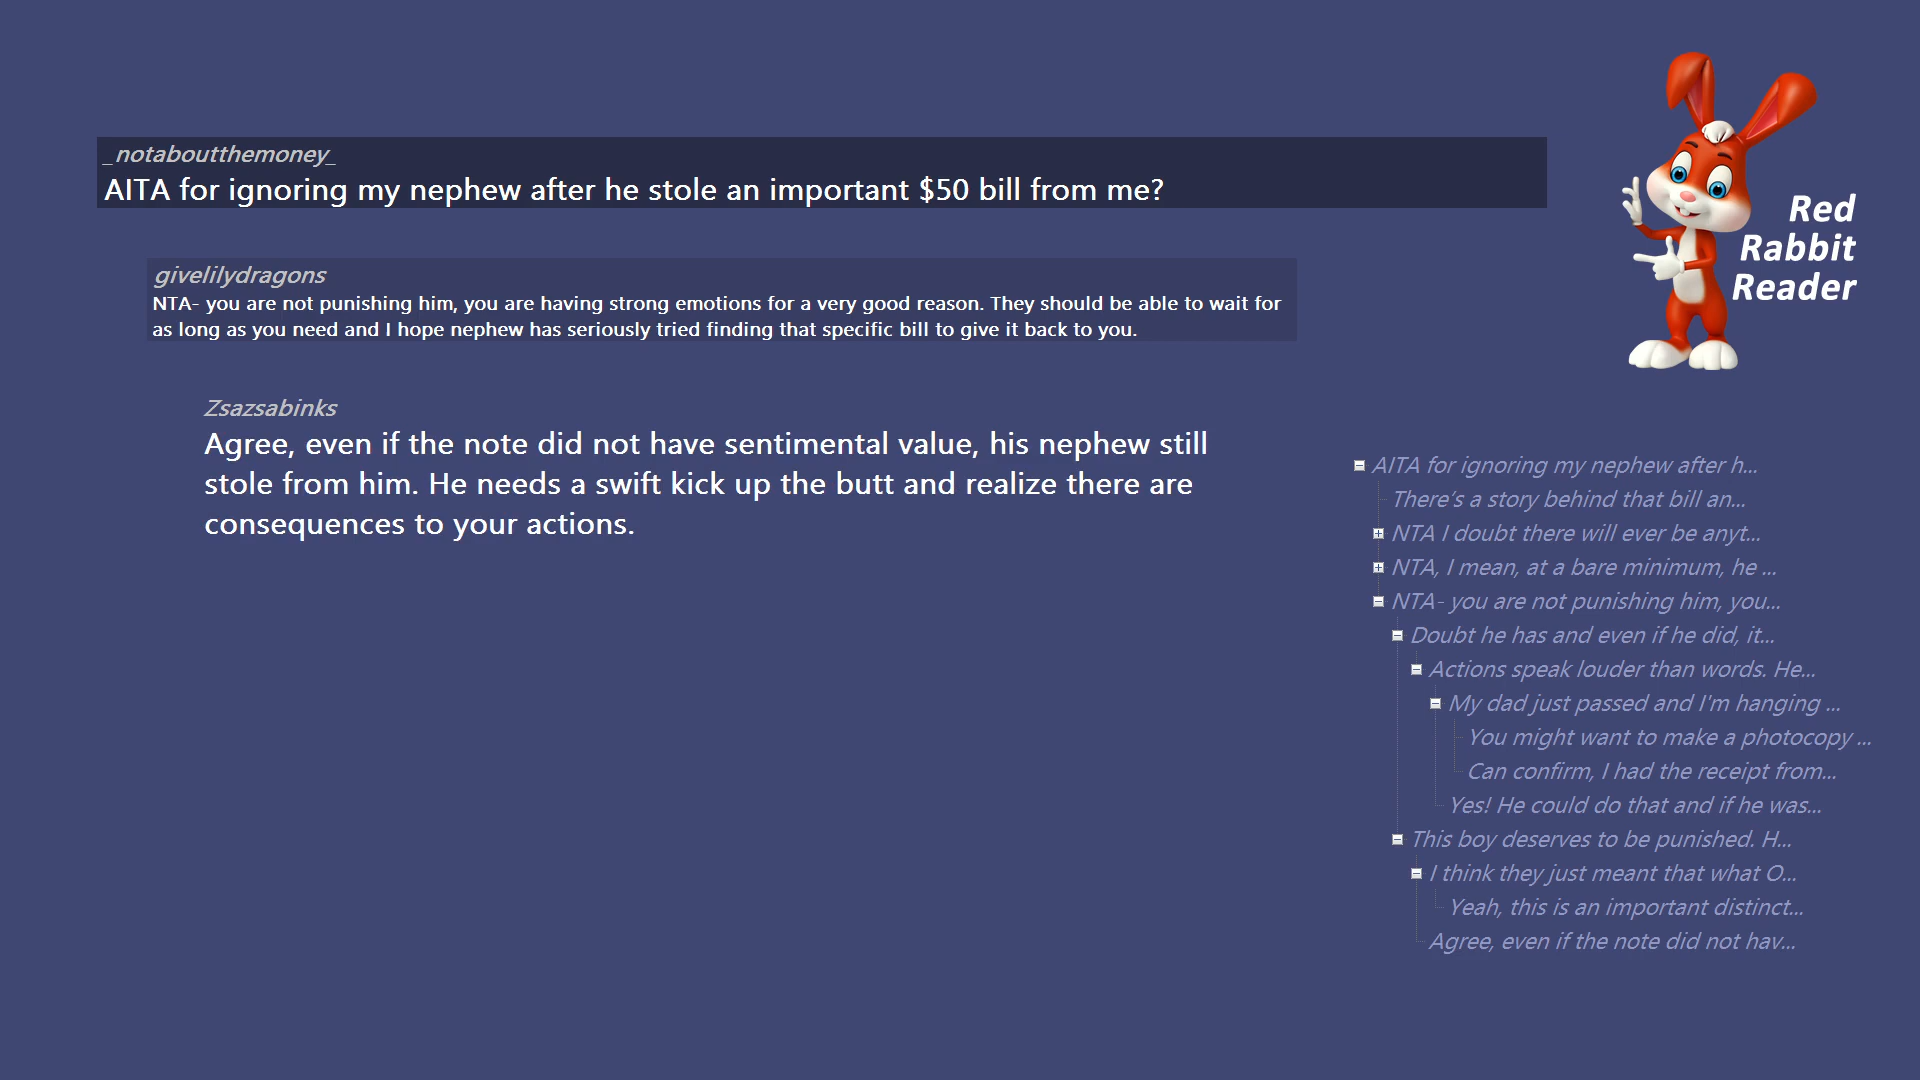 _notaboutthemoney_
AITA for ignoring my nephew after he stole an important $50 bill from me?
givelilydragons
NTA- you are not punishing him, you are having strong emotions for a very good reason. They should be able to wait for
as long as you need and I hope nephew has seriously tried finding that specific bill to give it back to you.
Zsazsabinks
Agree, even if the note did not have sentimental value, his nephew still
stole from him. He needs a swift kick up the butt and realize there are
consequences to your actions.
Red
Rabbit
Reader
AITA for ignoring my nephew after h...
There's a story behind that bill an...
NTA I doubt there will ever be anyt...
NTA, I mean, at a bare minimum, he ...
NTA- you are not punishing him, you...
Doubt he has and even if he did, it...
Actions speak louder than words. He...
My dad just passed and I'm hanging ...
You might want to make a photocopy ...
Can confirm, I had the receipt from...
Yes! He could do that and if he was...
This boy deserves to be punished. H...
I think they just meant that what O...
Yeah, this is an important distinct...
Agree, even if the note did not hav...